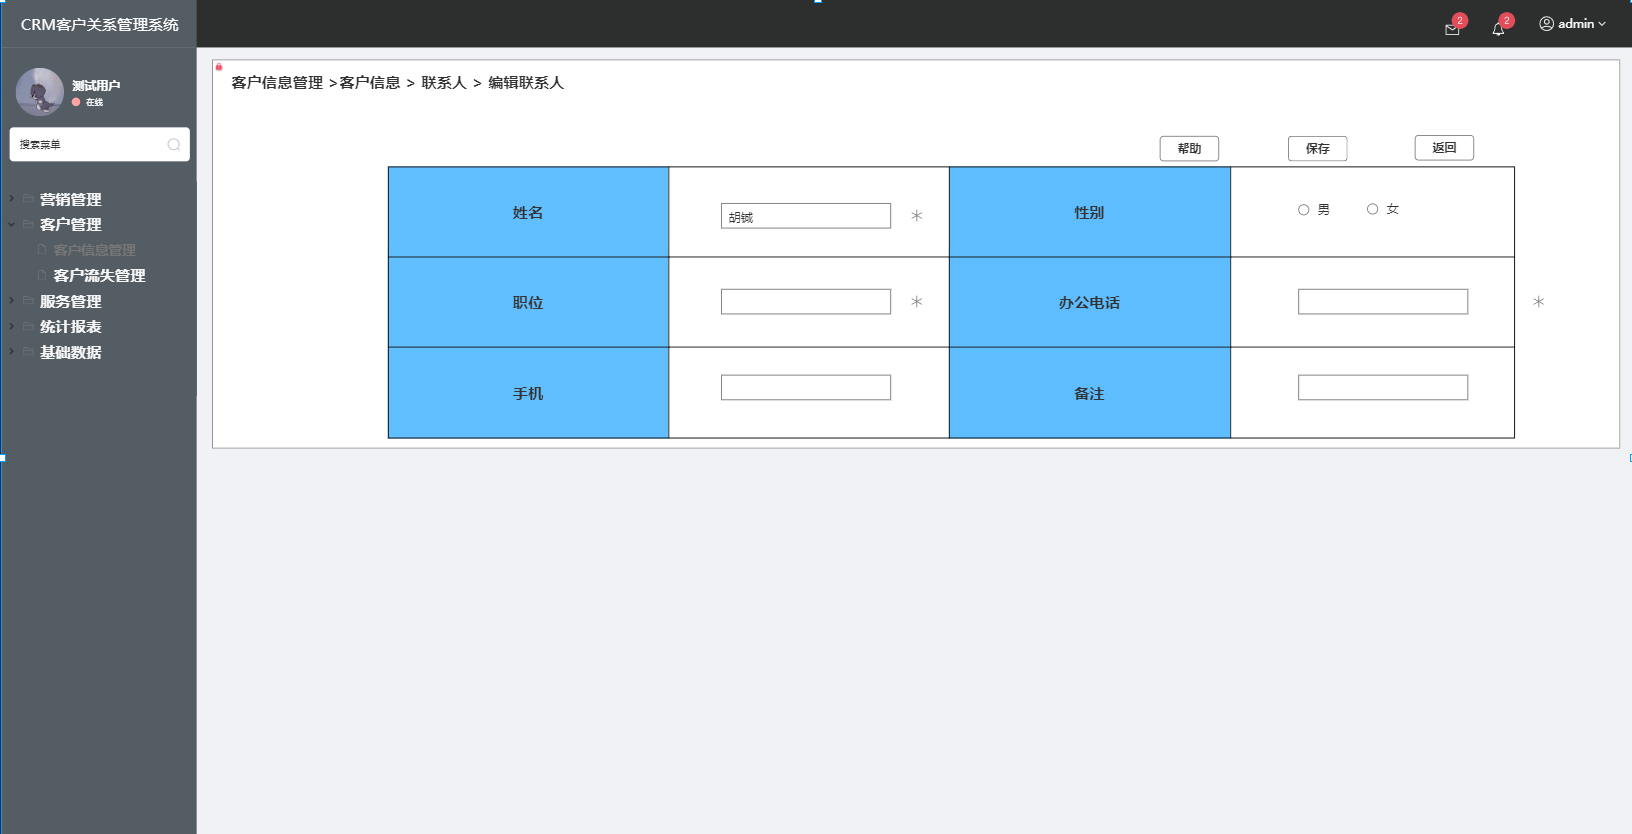 CRM客户关系管理系统
2
2
admin
测试用户
在线
搜索菜单
营销管理
客户管理
客户信息管理
客户流失管理
服务管理
统计报表
基础数据
客户信息管理 >客户信息 > 联系人 > 编辑联系人
帮助 保存 返回
姓名 胡铖 * 性别 男 女
职位 * 办公电话 *
手机 备注